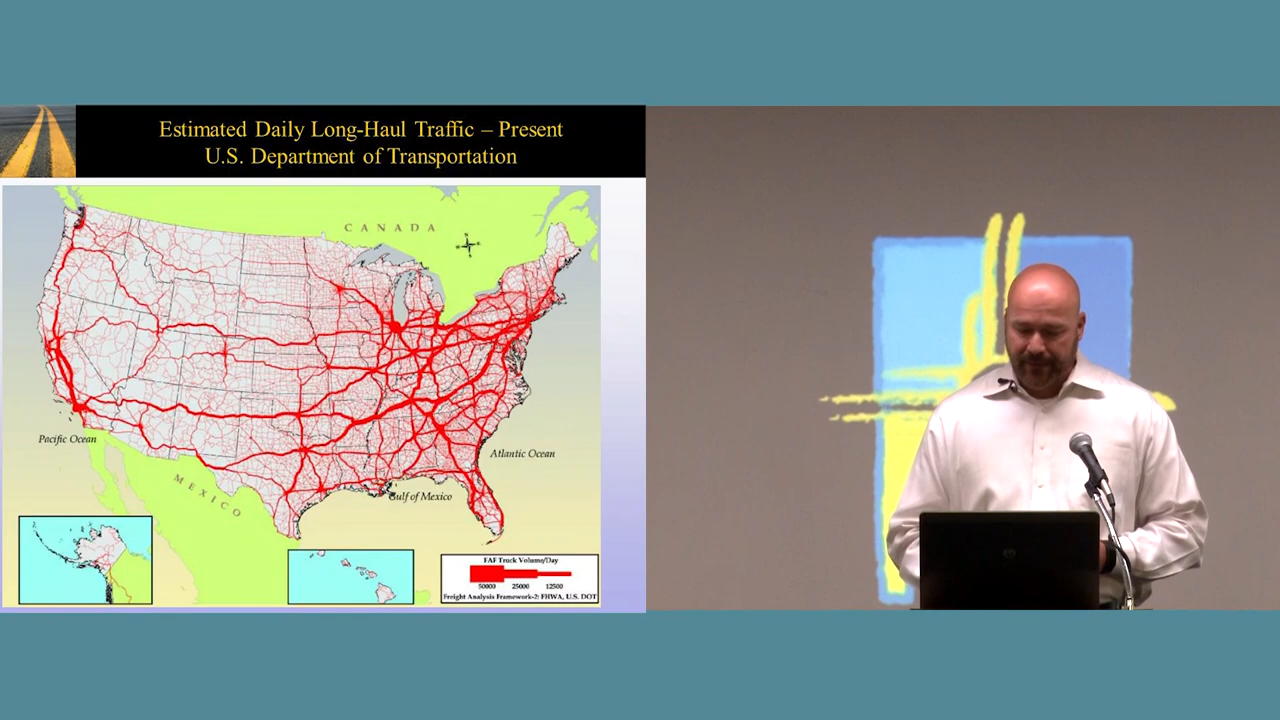 Estimated Daily Long-Haul Traffic – Present
U.S. Department of Transportation
CANADA
N
W E
S
Pacific Ocean
Atlantic Ocean
MEXICO
Gulf of Mexico
FAF Truck Volume/Day
50000 25000 12500
Freight Analysis Framework-2: FHWA, U.S. DOT